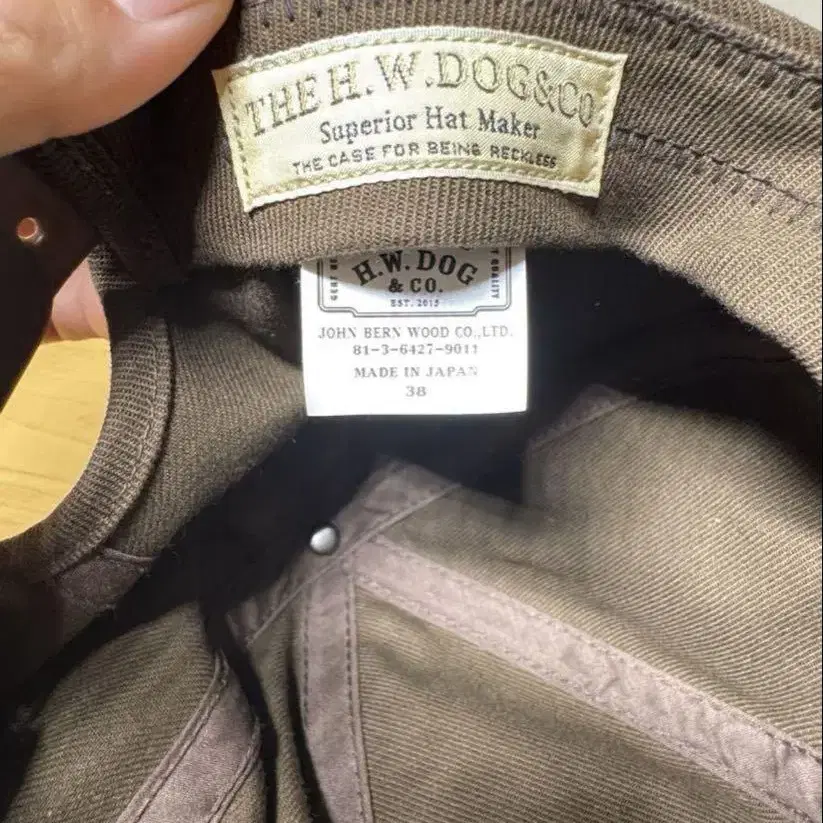 THE H.W.DOG&CO.
Superior Hat Maker
THE CASE FOR BEING RECKLESS
H.W. DOG
& CO.
EST. 2015
QUALITY
JOHN BERN WOOD CO.,LTD.
81-3-6427-9011
MADE IN JAPAN
38